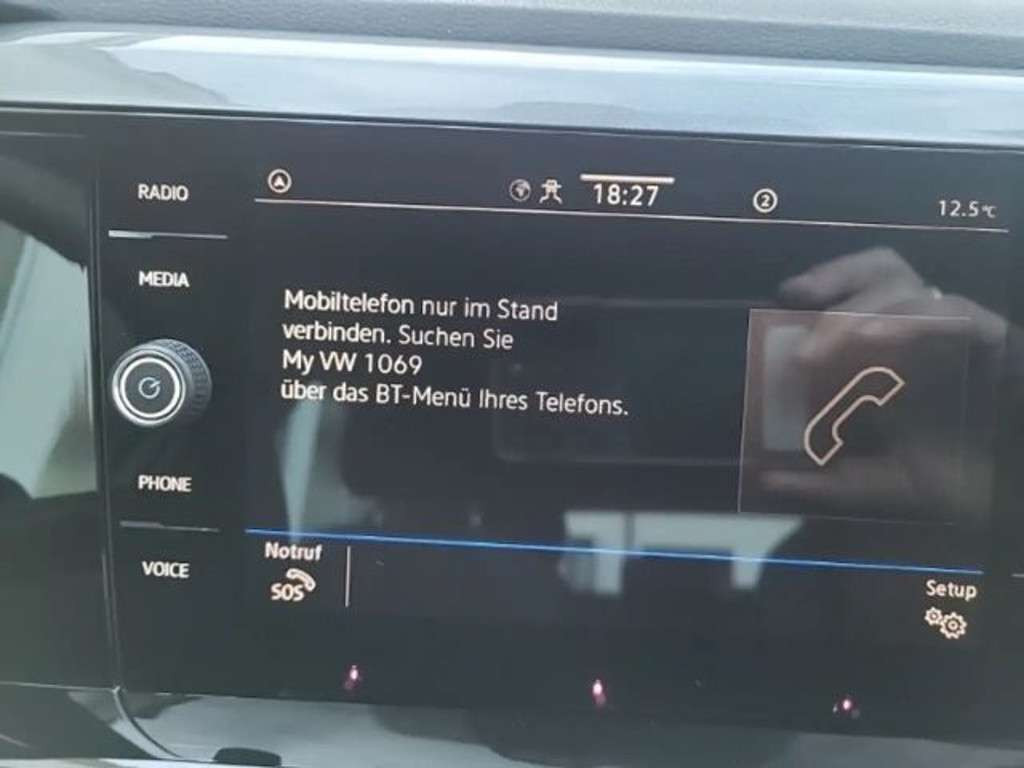 RADIO
18:27
2
12.5°C
MEDIA
Mobiltelefon nur im Stand
verbinden. Suchen Sie
My VW 1069
über das BT-Menü Ihres Telefons.
PHONE
VOICE
Notruf
SOS
Setup